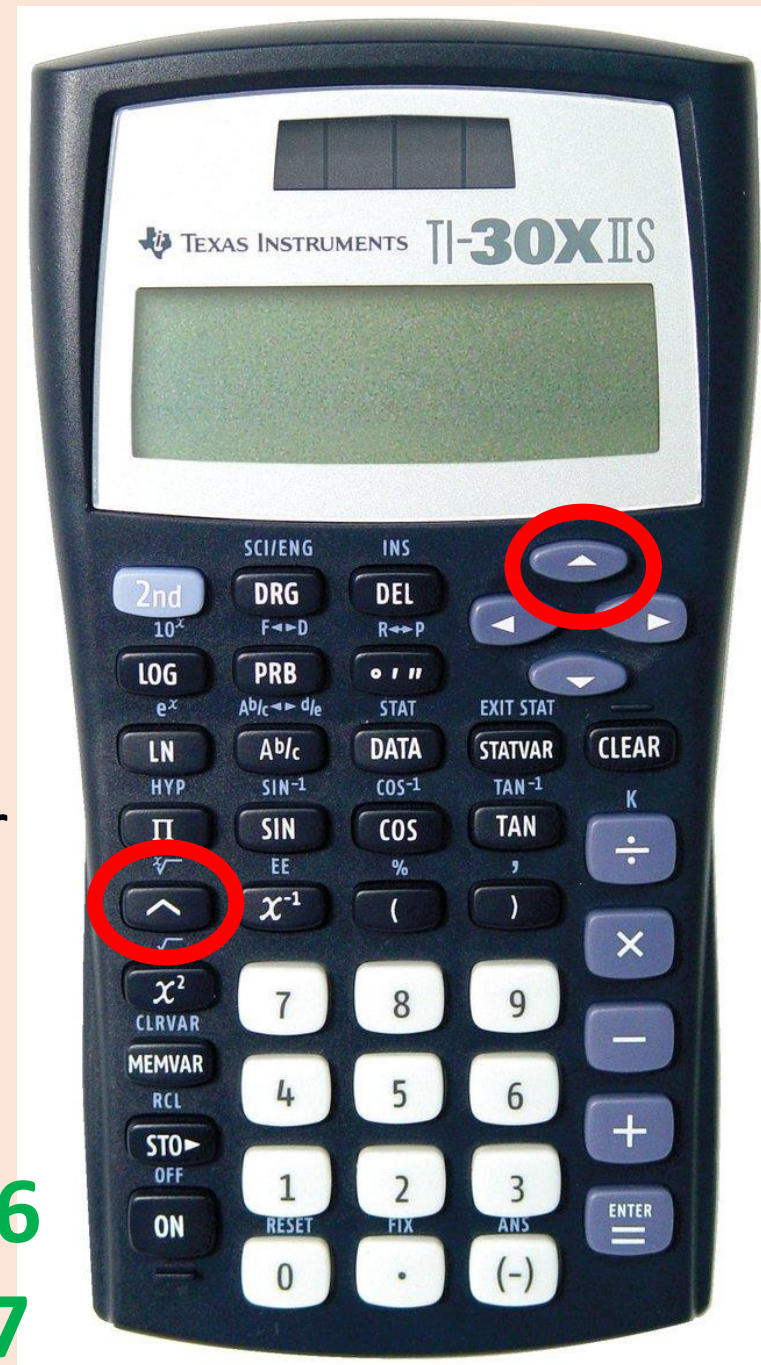 TEXAS INSTRUMENTS TI-30X IIS
SCI/ENG INS
2nd DRG DEL
10ˣ F◄►D R◄►P
LOG PRB ° ' "
eˣ Ab/c◄►d/e STAT EXIT STAT
LN Ab/c DATA STATVAR CLEAR
HYP SIN⁻¹ COS⁻¹ TAN⁻¹ K
Π SIN COS TAN ÷
r
ˣ√ EE % ,
^ x⁻¹ ( ) ×
√
x² 7 8 9
CLRVAR −
MEMVAR 4 5 6
RCL +
STO►
OFF
6
1 2 3 ENTER
ON =
RESET FIX ANS
0 . (-)
7